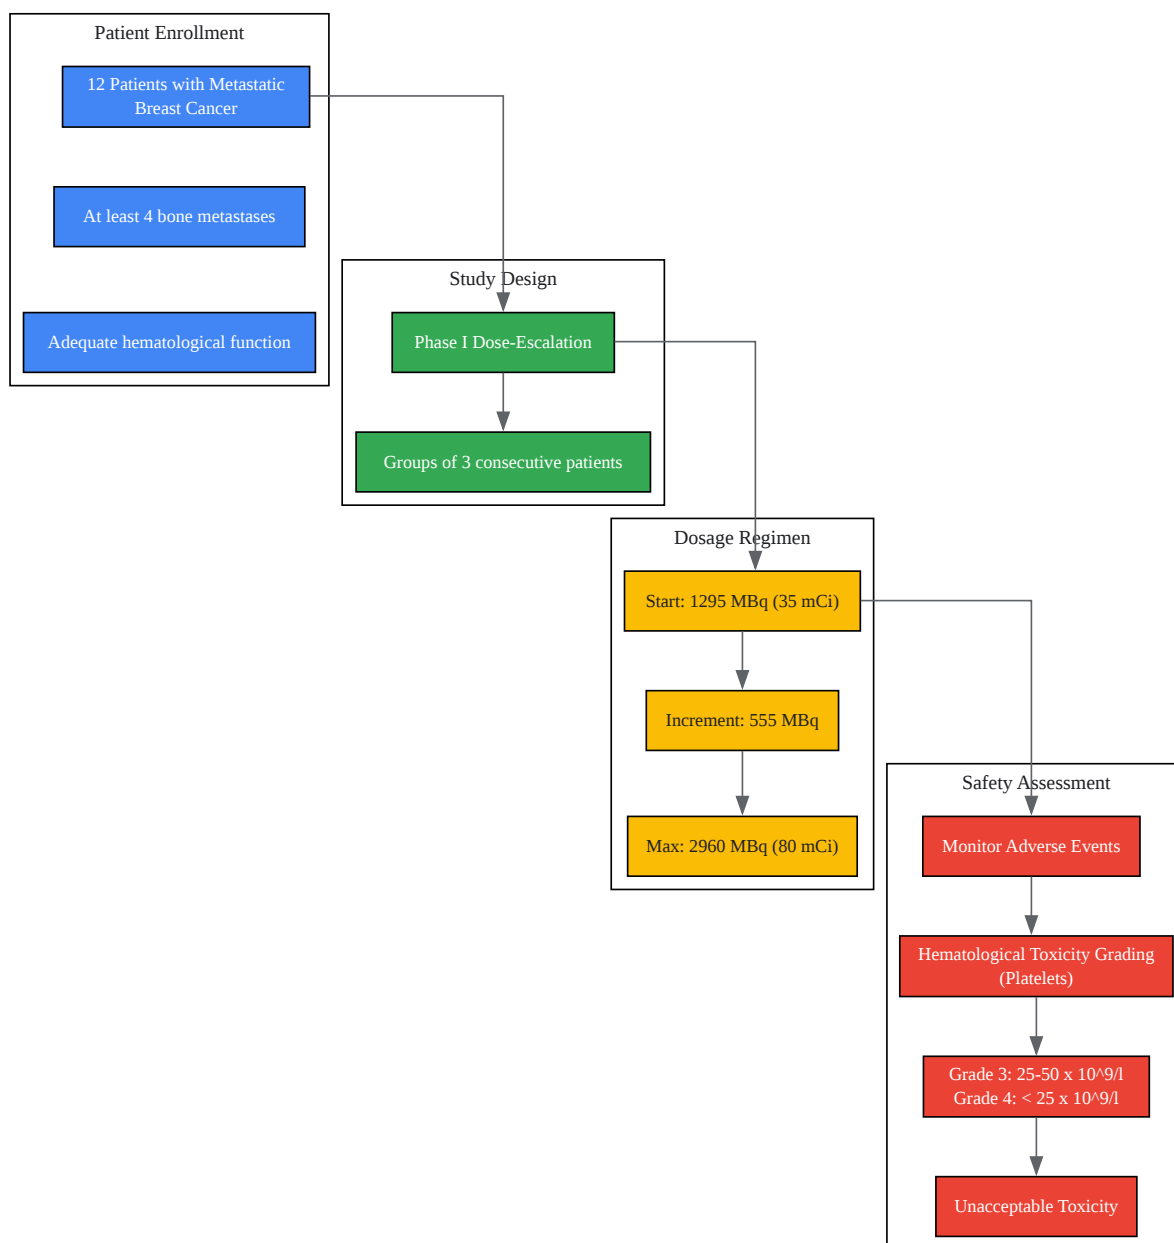 Patient Enrollment
12 Patients with Metastatic
Breast Cancer
At least 4 bone metastases
Adequate hematological function
Study Design
Phase I Dose-Escalation
Groups of 3 consecutive patients
Dosage Regimen
Start: 1295 MBq (35 mCi)
Increment: 555 MBq
Max: 2960 MBq (80 mCi)
Safety Assessment
Monitor Adverse Events
Hematological Toxicity Grading
(Platelets)
Grade 3: 25-50 x 10^9/l
Grade 4: < 25 x 10^9/l
Unacceptable Toxicity